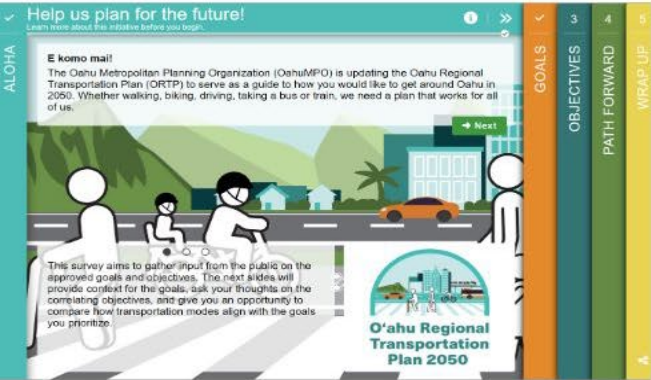 Help us plan for the future!
Learn more about this initiative before you begin.
ALOHA
E komo mai!
The Oahu Metropolitan Planning Organization (OahuMPO) is updating the Oahu Regional
Transportation Plan (ORTP) to serve as a guide to how you would like to get around Oahu in
2050. Whether walking, biking, driving, taking a bus or train, we need a plan that works for all
of us.
➔ Next
This survey aims to gather input from the public on the
approved goals and objectives. The next slides will
provide context for the goals, ask your thoughts on the
correlating objectives, and give you an opportunity to
compare how transportation modes align with the goals
you prioritize.
Oʻahu Regional
Transportation
Plan 2050
GOALS
3
OBJECTIVES
4
PATH FORWARD
5
WRAP UP